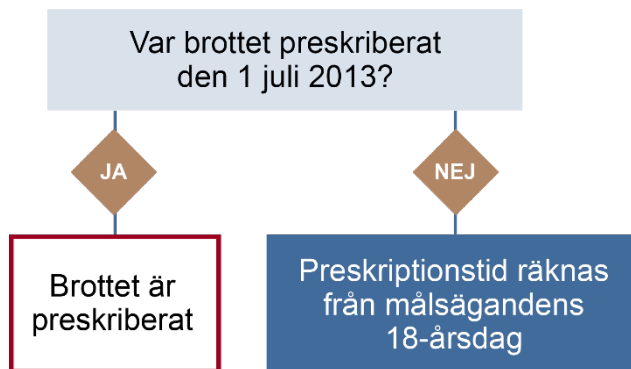 Var brottet preskriberat
den 1 juli 2013?
JA
NEJ
Brottet är
preskriberat
Preskriptionstid räknas
från målsägandens
18-årsdag